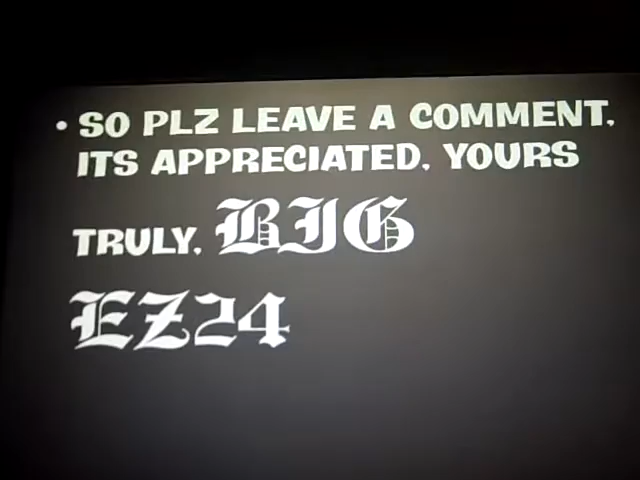 • SO PLZ LEAVE A COMMENT.
ITS APPRECIATED. YOURS
TRULY. BIG
EZ24